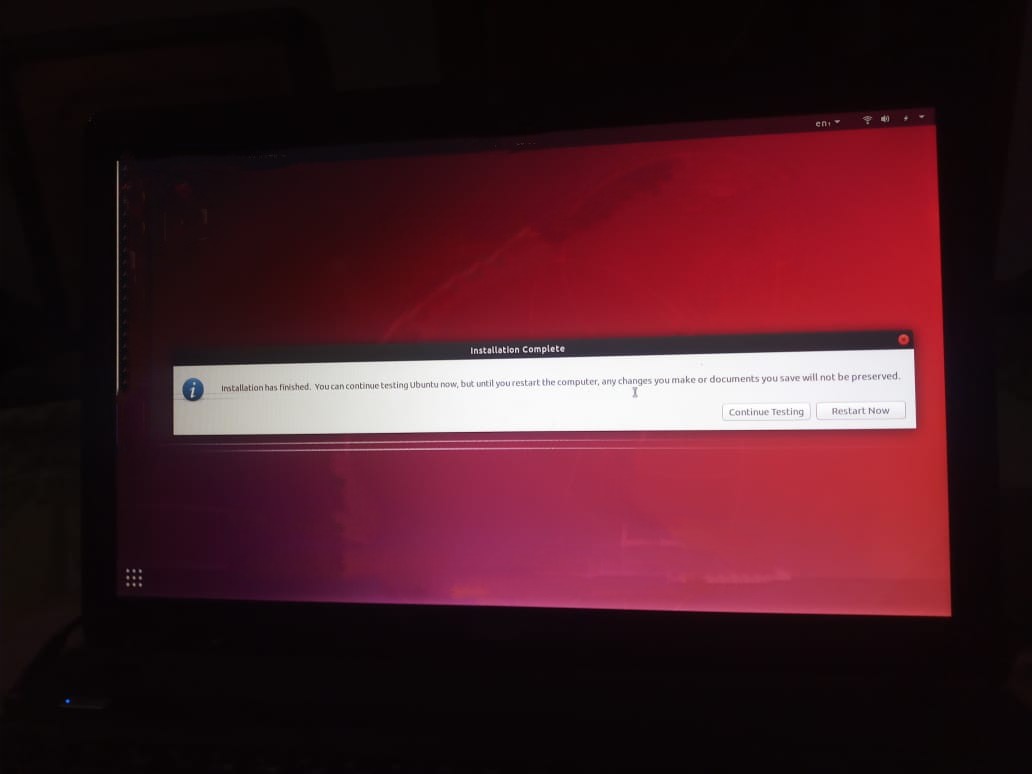 en₁
Installation Complete
Installation has finished. You can continue testing Ubuntu now, but until you restart the computer, any changes you make or documents you save will not be preserved.
Continue Testing Restart Now